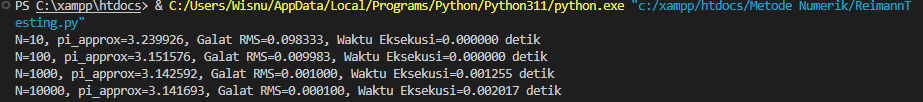 PS C:\xampp\htdocs> & C:/Users/Wisnu/AppData/Local/Programs/Python/Python311/python.exe "c:/xampp/htdocs/Metode Numerik/ReimannT
esting.py"
N=10, pi_approx=3.239926, Galat RMS=0.098333, Waktu Eksekusi=0.000000 detik
N=100, pi_approx=3.151576, Galat RMS=0.009983, Waktu Eksekusi=0.000000 detik
N=1000, pi_approx=3.142592, Galat RMS=0.001000, Waktu Eksekusi=0.001255 detik
N=10000, pi_approx=3.141693, Galat RMS=0.000100, Waktu Eksekusi=0.002017 detik